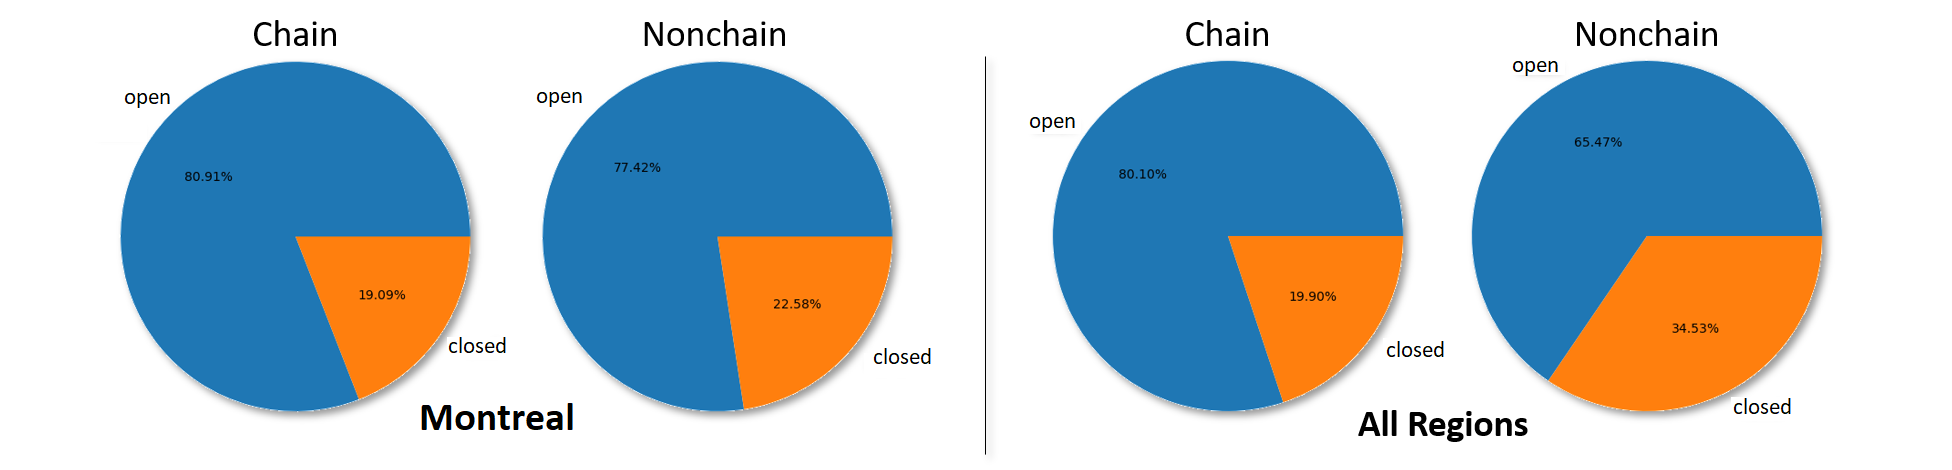 Chain
open
80.91%
19.09%
closed
Nonchain
open
77.42%
22.58%
closed
Montreal
Chain
open
80.10%
19.90%
closed
Nonchain
open
65.47%
34.53%
closed
All Regions